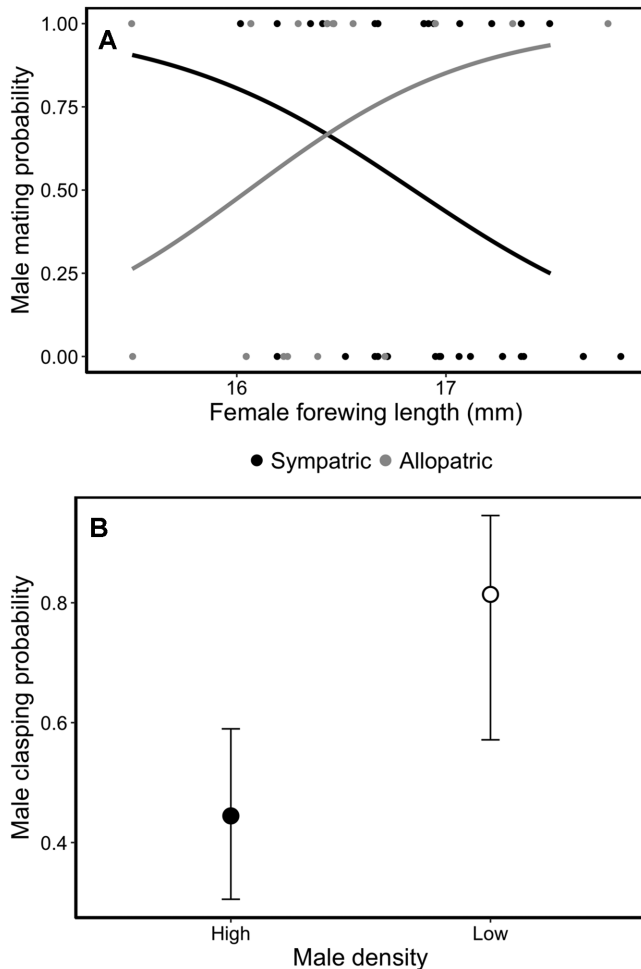 A
1.00
0.75
0.50
0.25
0.00
Male mating probability
16 17
Female forewing length (mm)
Sympatric Allopatric
B
0.8
0.6
0.4
Male clasping probability
High Low
Male density